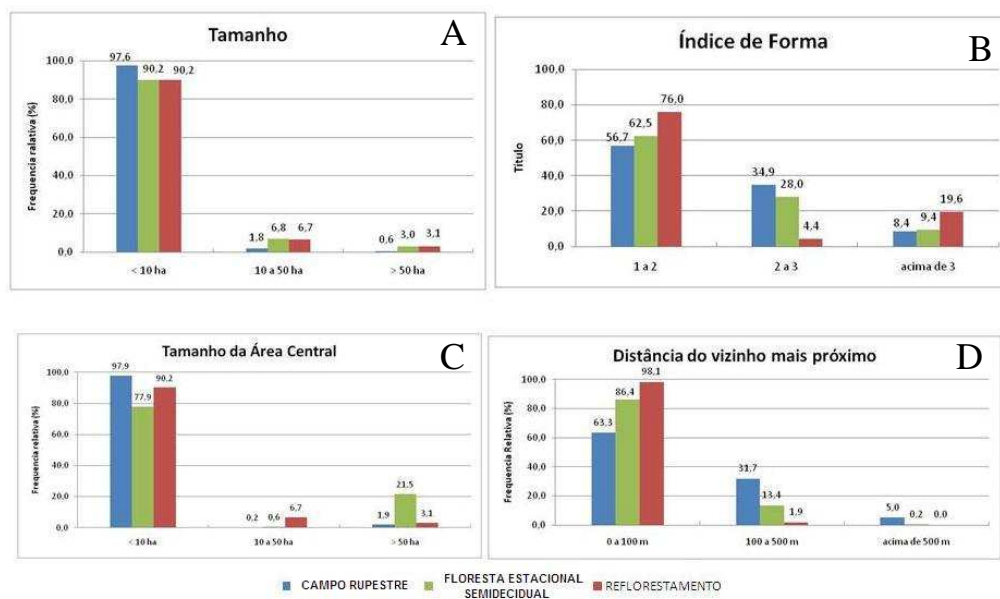 Tamanho A
Frequencia ralativa (%)
100,0
80,0
60,0
40,0
20,0
0,0
97,6 90,2 90,2
1,8 6,8 6,7
0,6 3,0 3,1
< 10 ha 10 a 50 ha > 50 ha
Índice de Forma B
Título
100,0
80,0
60,0
40,0
20,0
0,0
56,7 62,5 76,0
34,9 28,0 4,4
8,4 9,4 19,6
1 a 2 2 a 3 acima de 3
Tamanho da Área Central C
Frequencia relativa (%)
100,0
80,0
60,0
40,0
20,0
0,0
97,9 77,9 90,2
0,2 0,6 6,7
1,9 21,5 3,1
< 10 ha 10 a 50 ha > 50 ha
Distância do vizinho mais próximo D
Frequencia Relativa (%)
100,0
80,0
60,0
40,0
20,0
0,0
63,3 86,4 98,1
31,7 13,4 1,9
5,0 0,2 0,0
0 a 100 m 100 a 500 m acima de 500 m
CAMPO RUPESTRE
FLORESTA ESTACIONAL
SEMIDECIDUAL
REFLORESTAMENTO